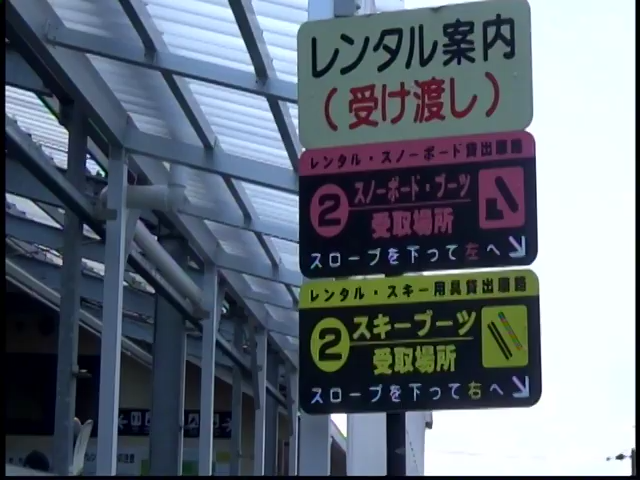 レンタル案内
（受け渡し）
レンタル・スノーボード貸出順路
2 スノーボード・ブーツ
受取場所
スロープを下って左へ↘
レンタル・スキー用具貸出順路
2 スキーブーツ
受取場所
スロープを下って右へ↘